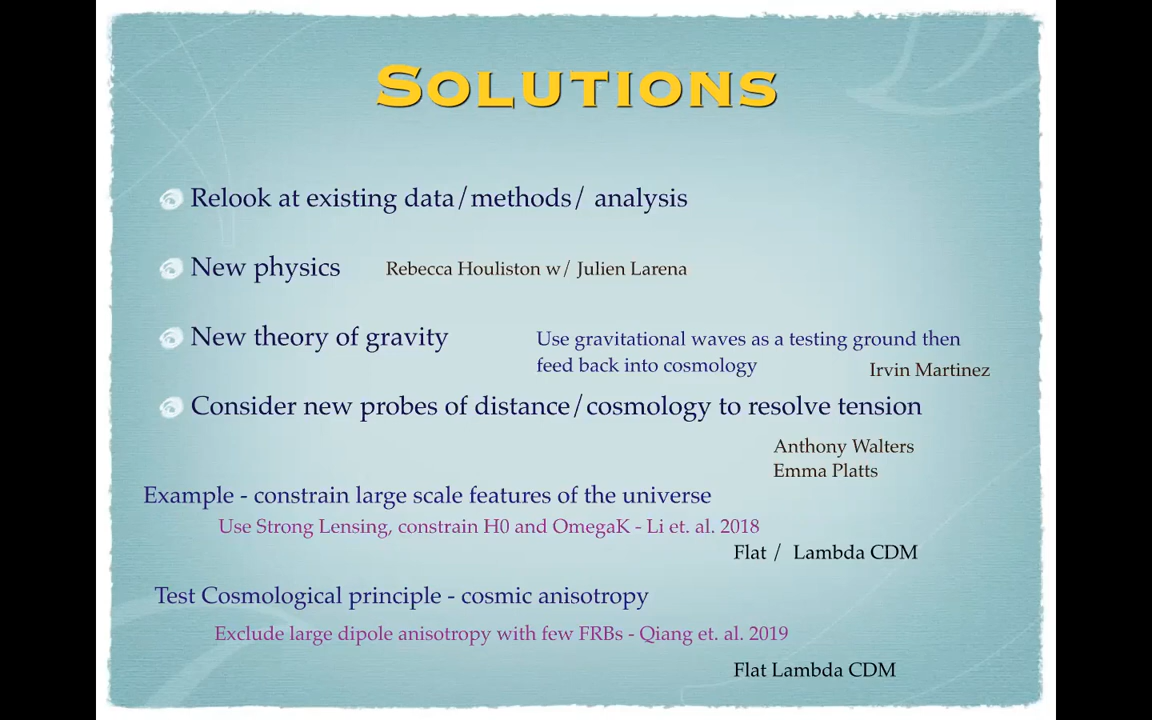 SOLUTIONS
Relook at existing data/methods/ analysis
New physics
Rebecca Houliston w/ Julien Larena
New theory of gravity
Use gravitational waves as a testing ground then
feed back into cosmology
Irvin Martinez
Consider new probes of distance/cosmology to resolve tension
Anthony Walters
Emma Platts
Example - constrain large scale features of the universe
Use Strong Lensing, constrain H0 and OmegaK - Li et. al. 2018
Flat / Lambda CDM
Test Cosmological principle - cosmic anisotropy
Exclude large dipole anisotropy with few FRBs - Qiang et. al. 2019
Flat Lambda CDM